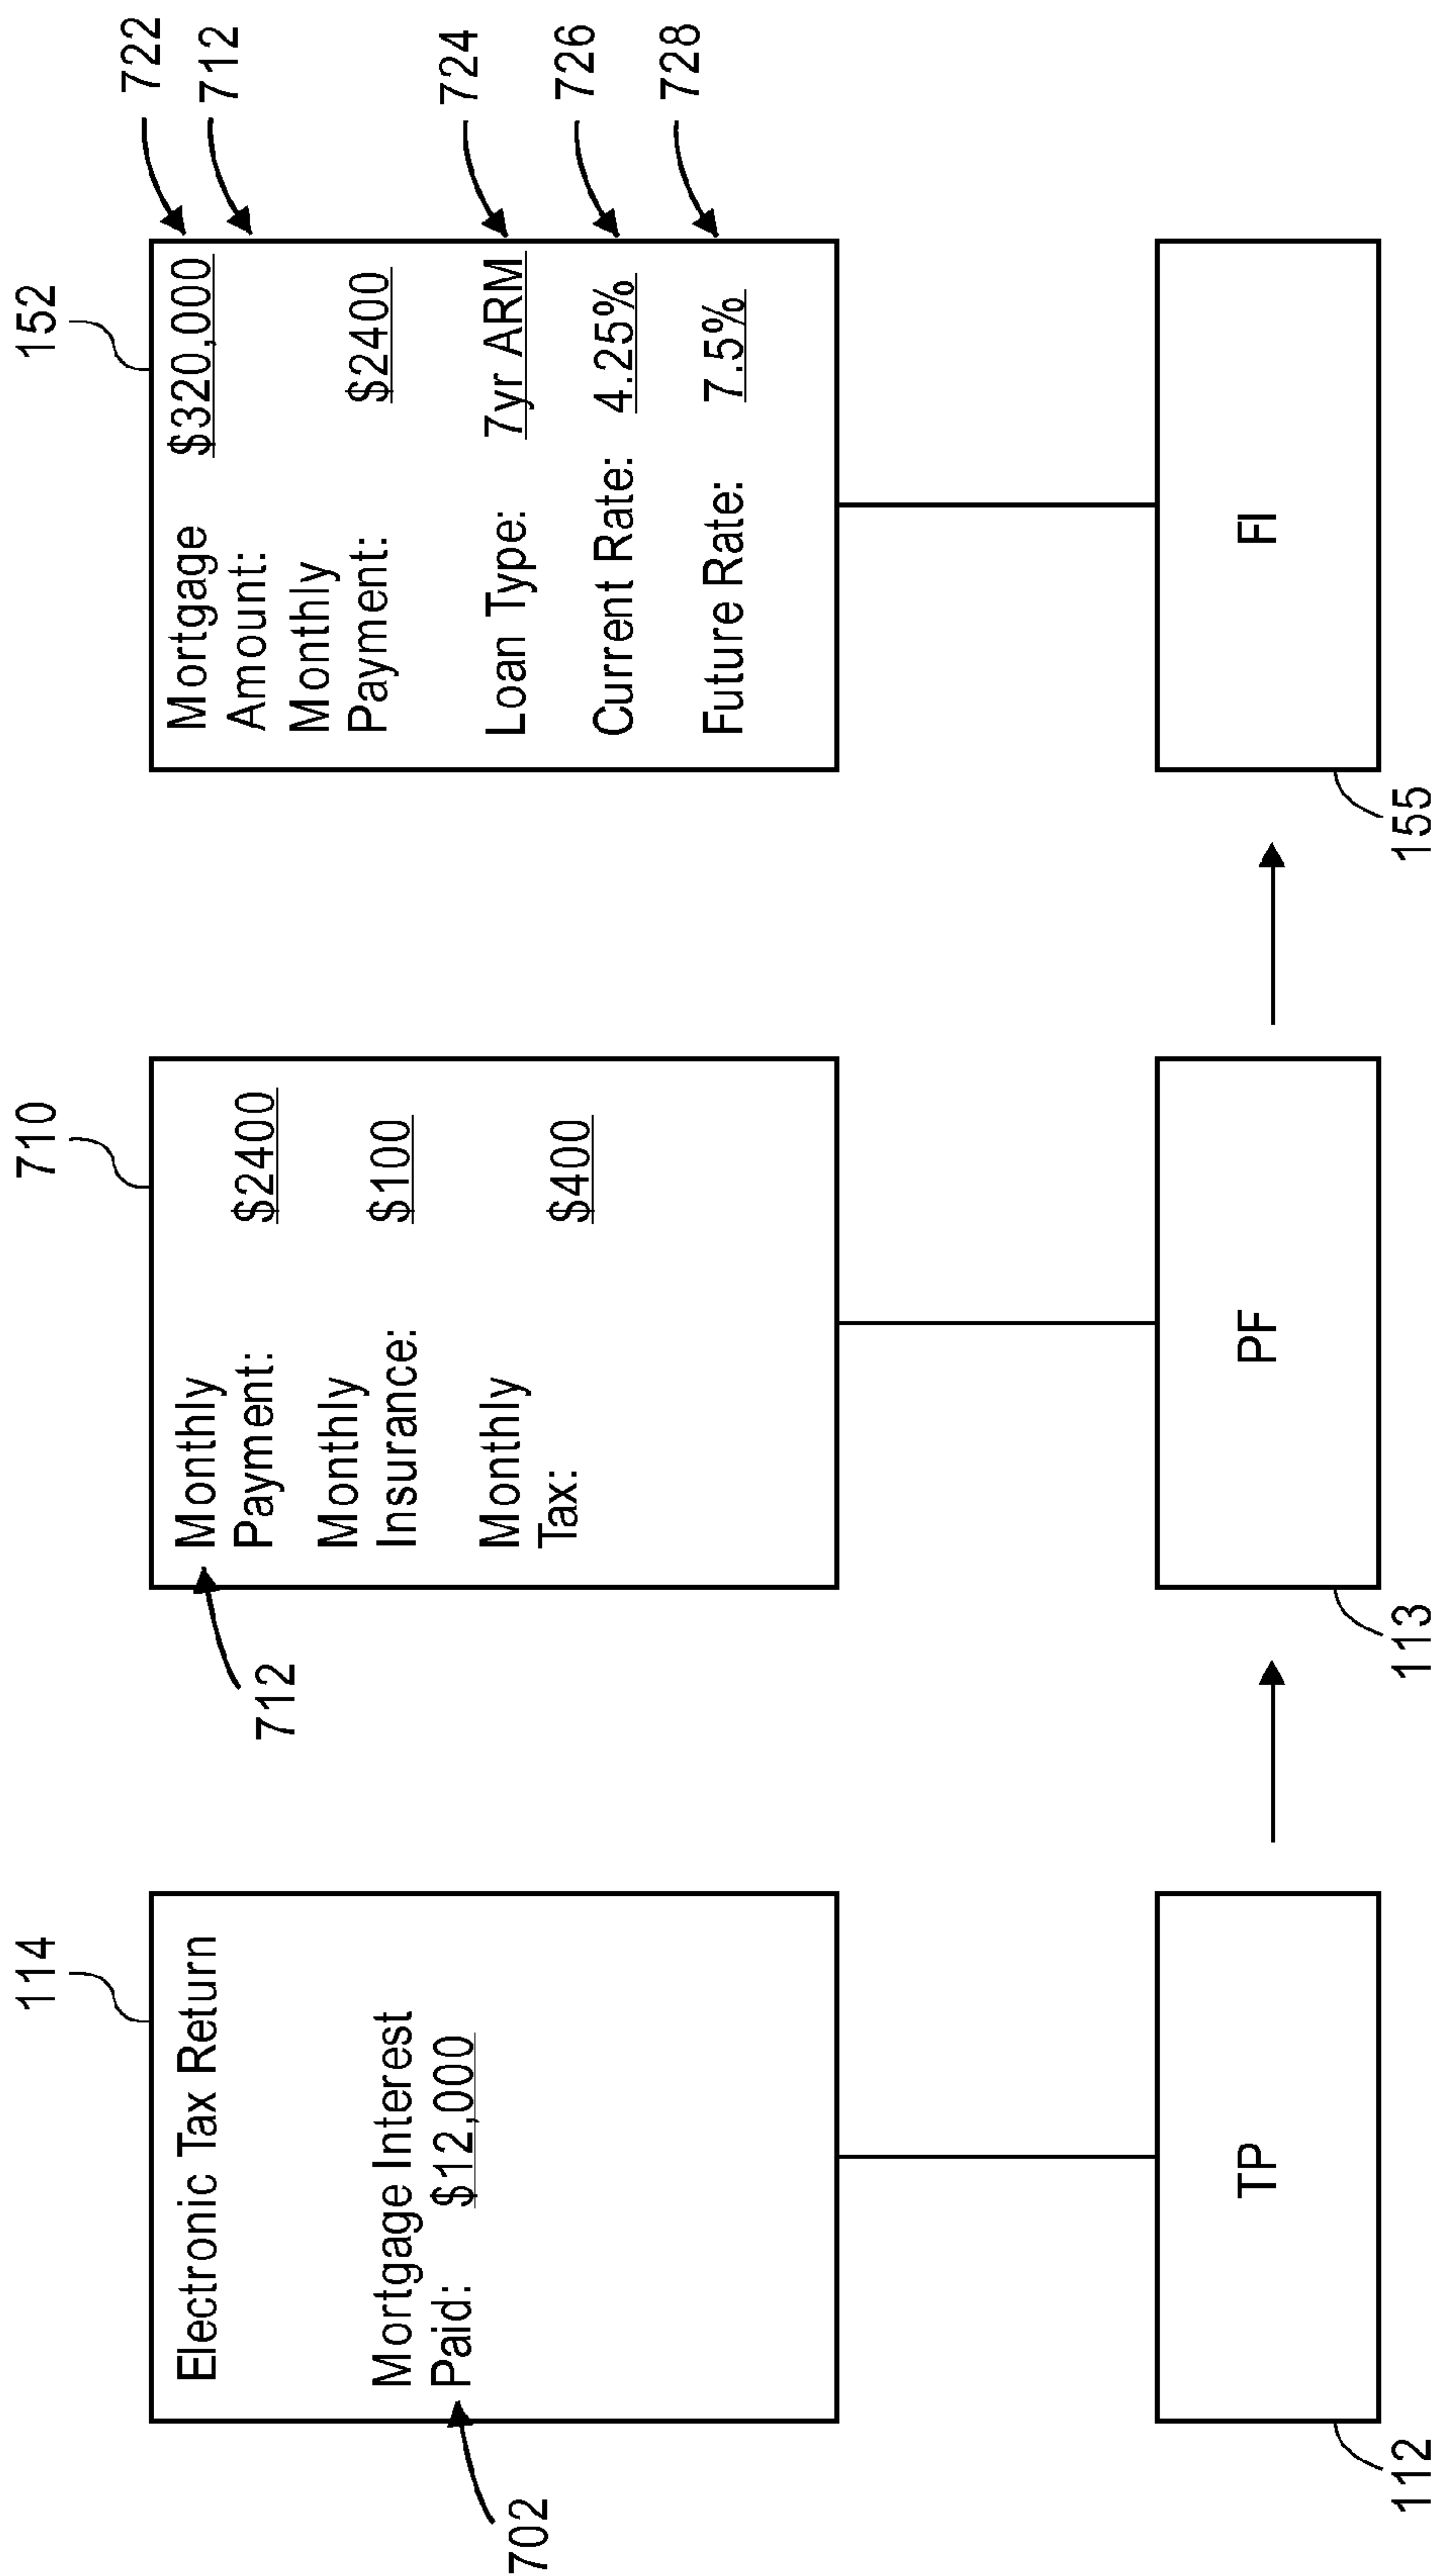 114
Electronic Tax Return
Mortgage Interest
Paid: $12,000
702
TP
112
710
Monthly
Payment: $2400
Monthly
Insurance: $100
Monthly
Tax: $400
712
PF
113
152
Mortgage $320,000
Amount:
Monthly
Payment: $2400
Loan Type: 7yr ARM
Current Rate: 4.25%
Future Rate: 7.5%
722
712
724
726
728
FI
155